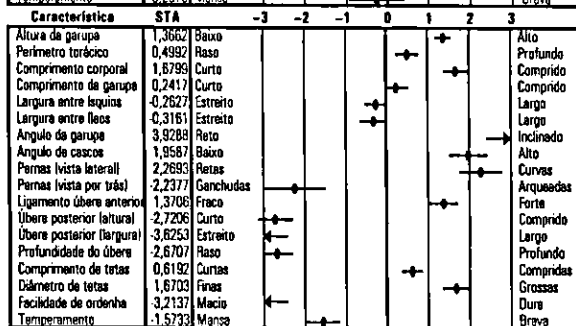 Característica STA -3 -2 -1 0 1 2 3
Altura da garupa 1,3662 Baixo Alto
Perímetro torácico 0,4992 Raso Profundo
Comprimento corporal 1,6799 Curto Comprido
Comprimento da garupa 0,2417 Curto Comprido
Largura entre ísquios -0,2627 Estreito Largo
Largura entre íleos -0,3161 Estreito Largo
Angulo da garupa 3,9288 Reto Inclinado
Angulo de cascos 1,9587 Baixo Alto
Pernas (vista lateral) 2,2693 Retas Curvas
Pernas (vista por trás) -2,2377 Ganchudas Arqueadas
Ligamento úbere anterior 1,3706 Fraco Forte
Úbere posterior (altura) -2,7206 Curto Comprido
Úbere posterior (largura) -3,6253 Estreito Largo
Profundidade do úbere -2,6707 Raso Profundo
Comprimento de tetas 0,6192 Curtas Compridas
Diâmetro de tetas 1,6703 Finas Grossas
Facilidade de ordenha -3,2137 Macio Dura
Temperamento -1,5733 Mansa Brava